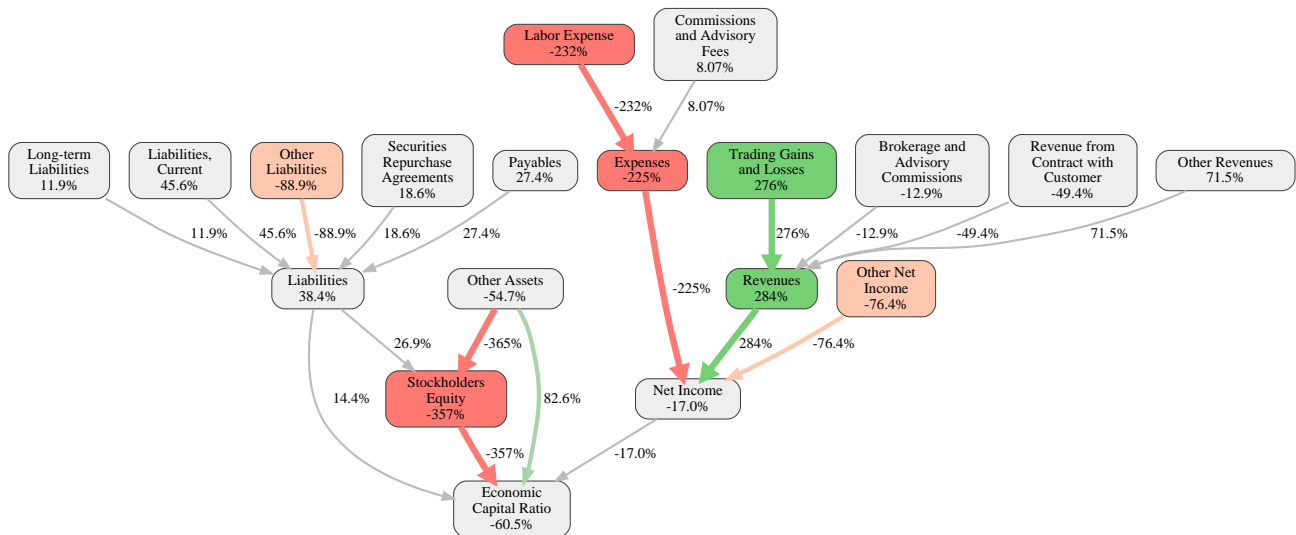 Labor Expense
-232%
Commissions
and Advisory
Fees
8.07%
-232%
8.07%
Long-term
Liabilities
11.9%
Liabilities,
Current
45.6%
Other
Liabilities
-88.9%
Securities
Repurchase
Agreements
18.6%
Payables
27.4%
Expenses
-225%
Trading Gains
and Losses
276%
Brokerage and
Advisory
Commissions
-12.9%
Revenue from
Contract with
Customer
-49.4%
Other Revenues
71.5%
11.9%
45.6%
-88.9%
18.6%
27.4%
276%
-12.9%
-49.4%
71.5%
Liabilities
38.4%
Other Assets
-54.7%
-225%
Revenues
284%
Other Net
Income
-76.4%
26.9%
-365%
284%
-76.4%
Stockholders
Equity
-357%
Net Income
-17.0%
14.4%
82.6%
-357%
-17.0%
Economic
Capital Ratio
-60.5%